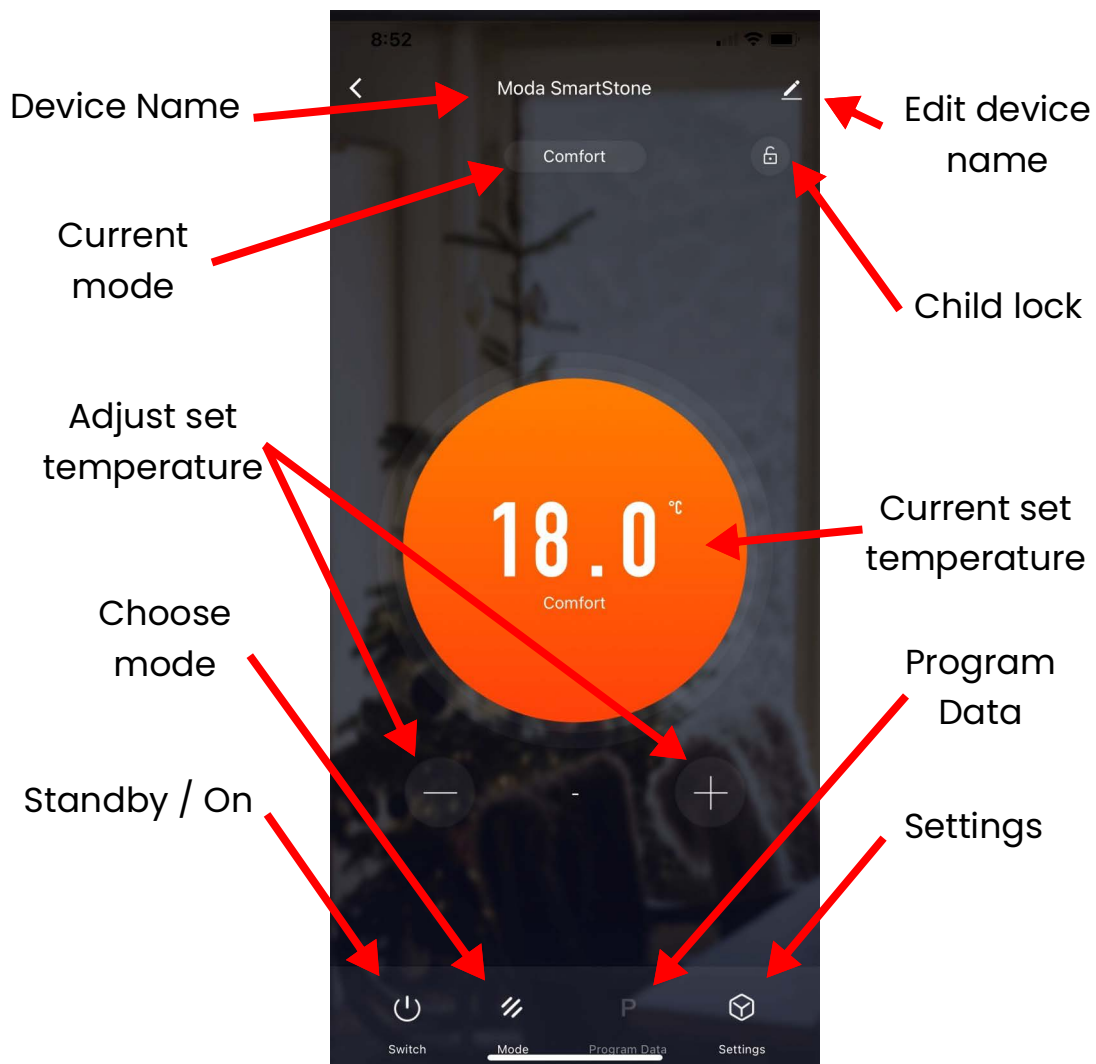 8:52
Moda SmartStone
Device Name
Edit device
name
Comfort
Current
mode
Child lock
Adjust set
temperature
18.0 °C
Comfort
Current set
temperature
Choose
mode
Program
Data
Standby / On
-
Settings
Switch
Mode
P
Program Data
Settings